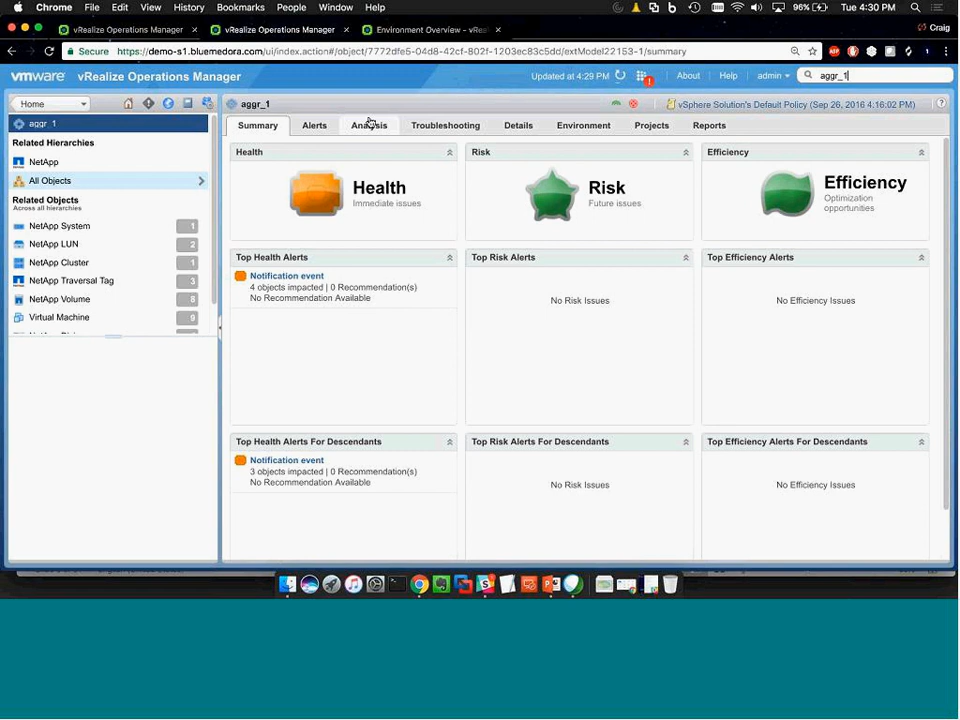 Chrome File Edit View History Bookmarks People Window Help 96% Tue 4:30 PM
vRealize Operations Manager vRealize Operations Manager Environment Overview - vRe Craig
Secure https://demo-s1.bluemedora.com/ui/index.action#/object/7772dfe5-04d8-42cf-802f-1203ec83c5dd/extModel22153-1/summary
vmware vRealize Operations Manager Updated at 4:29 PM About Help admin aggr_1
Home aggr_1 vSphere Solution's Default Policy (Sep 26, 2016 4:16:02 PM)
aggr_1
Summary Alerts Analysis Troubleshooting Details Environment Projects Reports
Related Hierarchies
NetApp
All Objects
Related Objects
Across all hierarchies
NetApp System 1
NetApp LUN 2
NetApp Cluster 1
NetApp Traversal Tag 3
NetApp Volume 8
Virtual Machine 9
Health Risk Efficiency
Health
Immediate issues
Risk
Future issues
Efficiency
Optimization
opportunities
Top Health Alerts Top Risk Alerts Top Efficiency Alerts
Notification event
4 objects impacted | 0 Recommendation(s)
No Recommendation Available
No Risk Issues
No Efficiency Issues
Top Health Alerts For Descendants Top Risk Alerts For Descendants Top Efficiency Alerts For Descendants
Notification event
3 objects impacted | 0 Recommendation(s)
No Recommendation Available
No Risk Issues
No Efficiency Issues